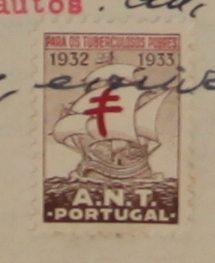 autos.
PARA OS TUBERCULOSOS POBRES
1932 1933
A.N.T.
·PORTUGAL·